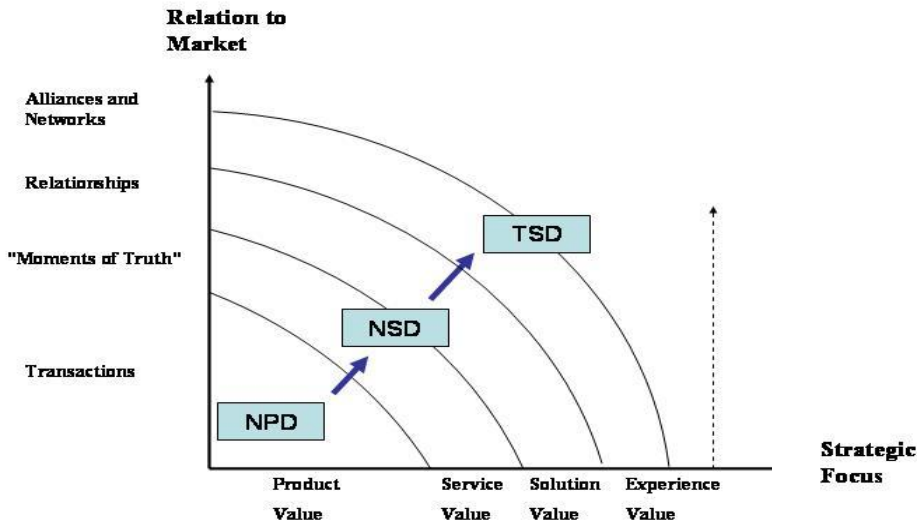 Relation to
Market
Alliances and
Networks
Relationships
"Moments of Truth"
Transactions
TSD
NSD
NPD
Strategic
Focus
Product
Value
Service
Value
Solution
Value
Experience
Value